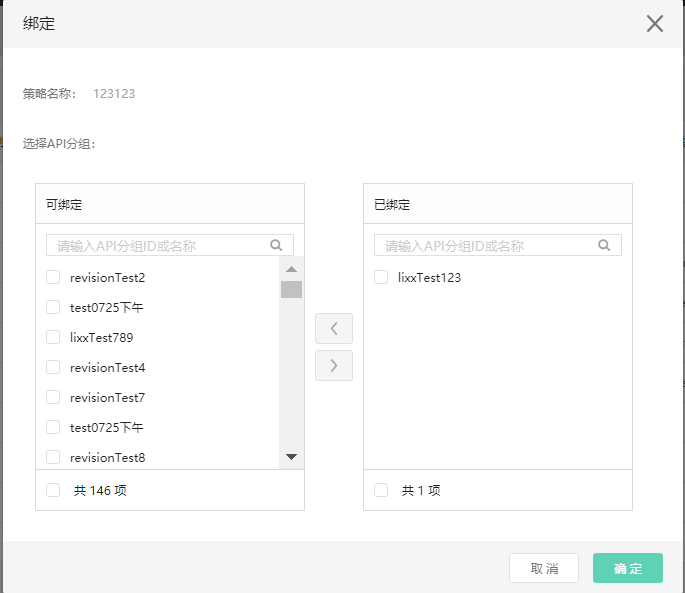 绑定
策略名称： 123123
选择API分组：
可绑定
请输入API分组ID或名称
revisionTest2
test0725下午
lixxTest789
revisionTest4
revisionTest7
test0725下午
revisionTest8
共 146 项
已绑定
请输入API分组ID或名称
lixxTest123
共 1 项
取消
确定